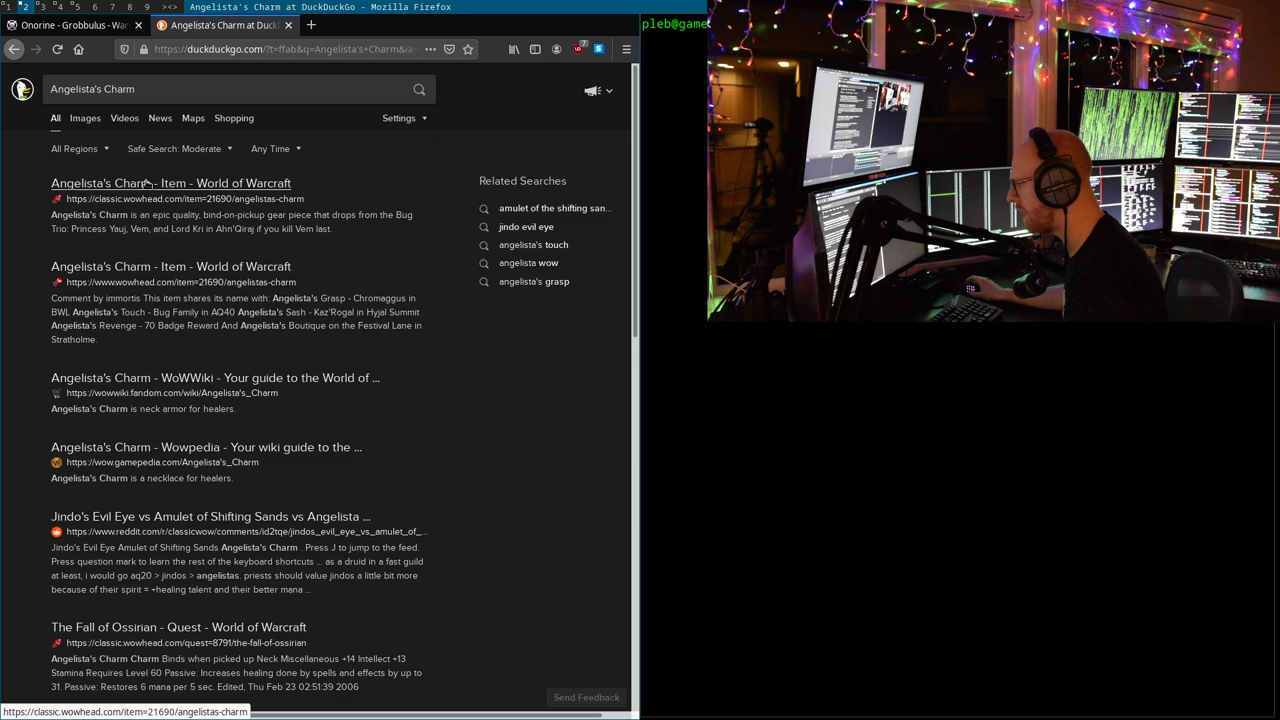 1 2 3 4 5 6 7 8 9 ><> Angelista's Charm at DuckDuckGo - Mozilla Firefox
Onorine - Grobbulus - War
Angelista's Charm at Duck
https://duckduckgo.com/?t=ffab&q=Angelista's+Charm&ia=
7
pleb@game
Angelista's Charm
All
Images
Videos
News
Maps
Shopping
Settings
All Regions
Safe Search: Moderate
Any Time
Angelista's Charm - Item - World of Warcraft
https://classic.wowhead.com/item=21690/angelistas-charm
Angelista's Charm is an epic quality, bind-on-pickup gear piece that drops from the Bug
Trio: Princess Yauj, Vem, and Lord Kri in Ahn'Qiraj if you kill Vem last.
Angelista's Charm - Item - World of Warcraft
https://www.wowhead.com/item=21690/angelistas-charm
Comment by immortis This item shares its name with: Angelista's Grasp - Chromaggus in
BWL Angelista's Touch - Bug Family in AQ40 Angelista's Sash - Kaz'Rogal in Hyjal Summit
Angelista's Revenge - 70 Badge Reward And Angelista's Boutique on the Festival Lane in
Stratholme.
Angelista's Charm - WoWWiki - Your guide to the World of ...
https://wowwiki.fandom.com/wiki/Angelista's_Charm
Angelista's Charm is neck armor for healers.
Angelista's Charm - Wowpedia - Your wiki guide to the ...
https://wow.gamepedia.com/Angelista's_Charm
Angelista's Charm is a necklace for healers.
Jindo's Evil Eye vs Amulet of Shifting Sands vs Angelista ...
https://www.reddit.com/r/classicwow/comments/id2tqe/jindos_evil_eye_vs_amulet_of_...
Jindo's Evil Eye Amulet of Shifting Sands Angelista's Charm . Press J to jump to the feed.
Press question mark to learn the rest of the keyboard shortcuts ... as a druid in a fast guild
at least, i would go aq20 > jindos > angelistas. priests should value jindos a little bit more
because of their spirit = +healing talent and their better mana ...
The Fall of Ossirian - Quest - World of Warcraft
https://classic.wowhead.com/quest=8791/the-fall-of-ossirian
Angelista's Charm Charm Binds when picked up Neck Miscellaneous +14 Intellect +13
Stamina Requires Level 60 Passive: Increases healing done by spells and effects by up to
31. Passive: Restores 6 mana per 5 sec. Edited, Thu Feb 23 02:51:39 2006
Related Searches
amulet of the shifting san...
jindo evil eye
angelista's touch
angelista wow
angelista's grasp
Send Feedback
https://classic.wowhead.com/item=21690/angelistas-charm